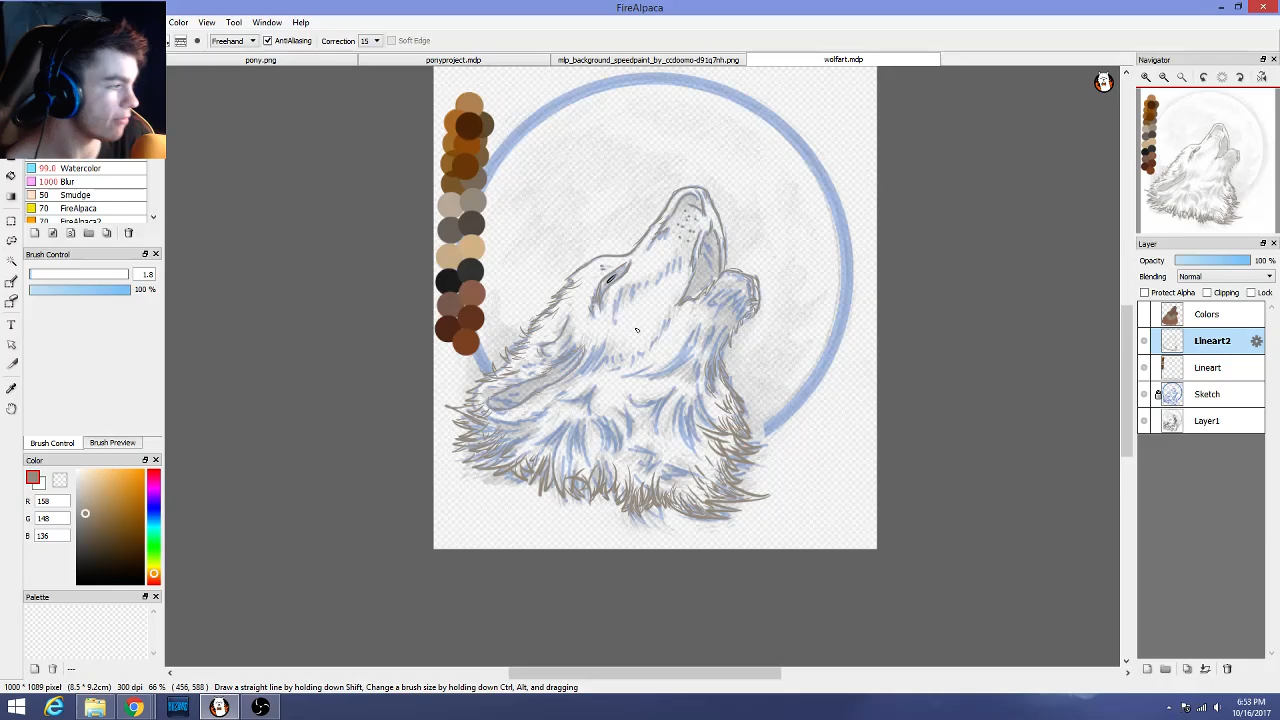 FireAlpaca
Color View Tool Window Help
Freehand AntiAliasing Correction 15 Soft Edge
pony.png ponyproject.mdp mlp_background_speedpaint_by_ccdoomo-d91q7nh.png wolfart.mdp
Navigator
99.0 Watercolor
1000 Blur
50 Smudge
70 FireAlpaca
70 FireAlpaca2
Brush Control
1.8
100 %
Brush Control Brush Preview
Color
R 158
G 148
B 136
Palette
---
Layer
Opacity 100 %
Blending Normal
Protect Alpha Clipping Lock
Colors
Lineart2
Lineart
Sketch
Layer1
1000 * 1089 pixel (8.5 * 9.2cm) 300 dpi 66 % ( 456, 588 ) Draw a straight line by holding down Shift, Change a brush size by holding down Ctrl, Alt, and dragging
6:53 PM
10/16/2017